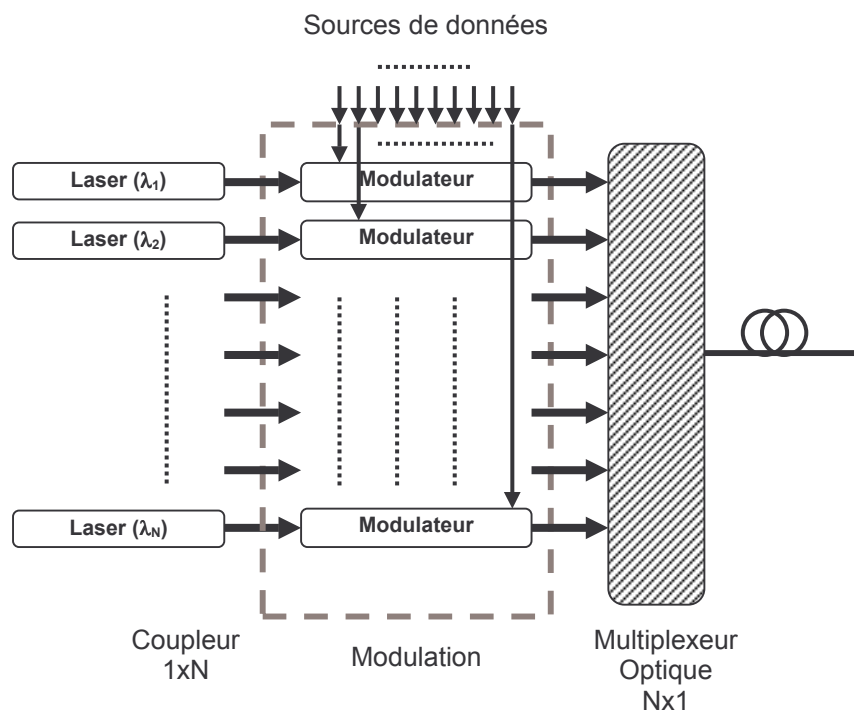 Sources de données
Laser (λ1)
Modulateur
Laser (λ2)
Modulateur
Laser (λN)
Modulateur
Coupleur
1xN
Modulation
Multiplexeur
Optique
Nx1